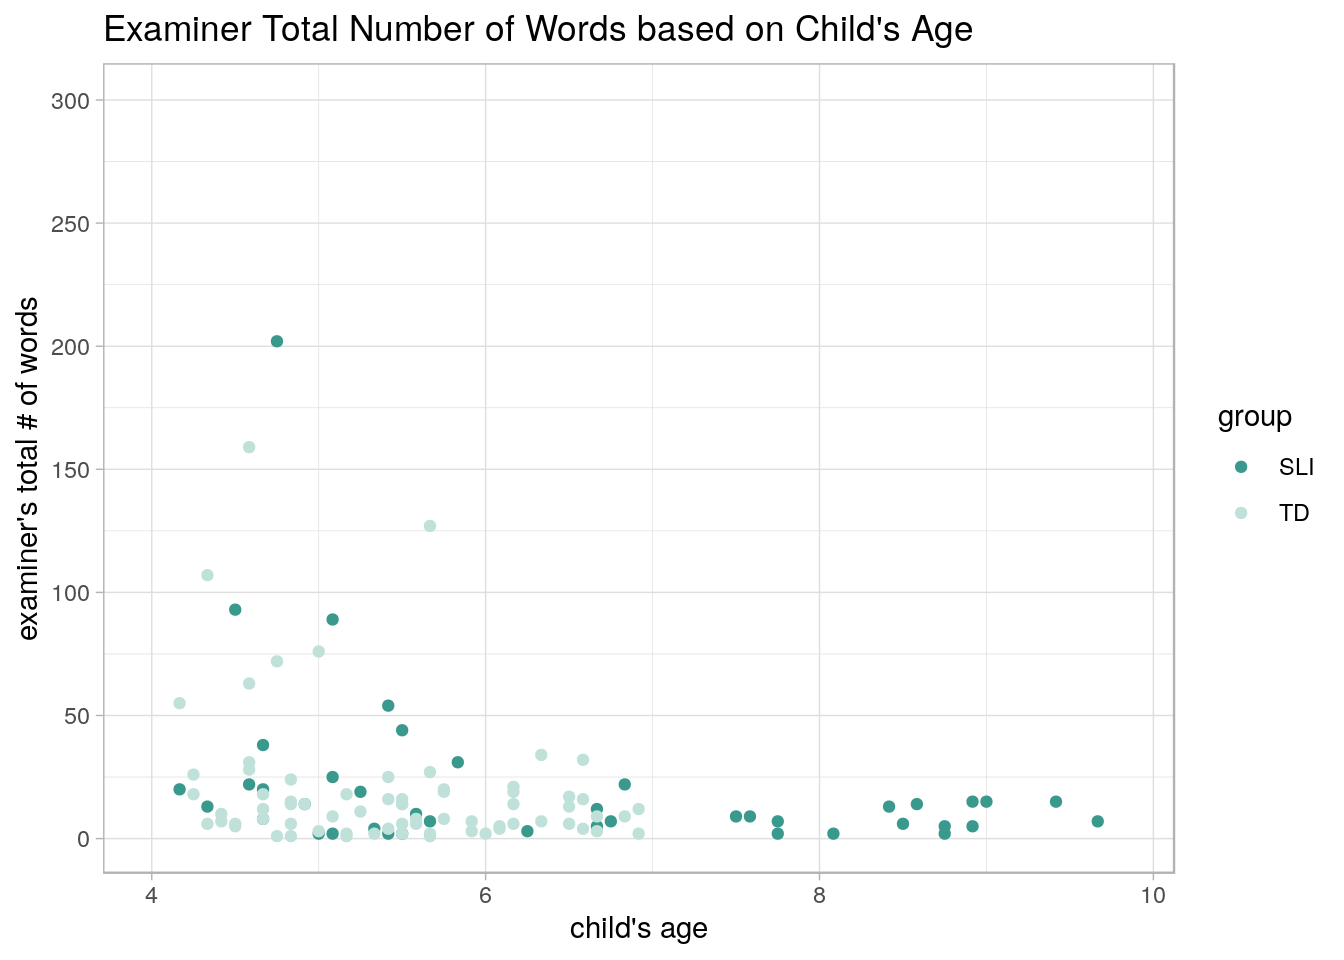 Examiner Total Number of Words based on Child's Age
300
250
200
150
100
50
0
examiner's total # of words
4
6
8
10
child's age
group
SLI
TD